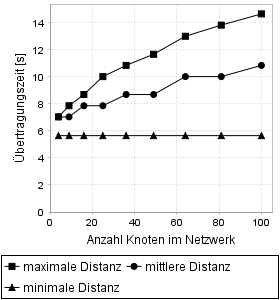 Übertragungszeit [s]
14
12
10
8
6
4
2
0
0 20 40 60 80 100
Anzahl Knoten im Netzwerk
maximale Distanz mittlere Distanz
minimale Distanz